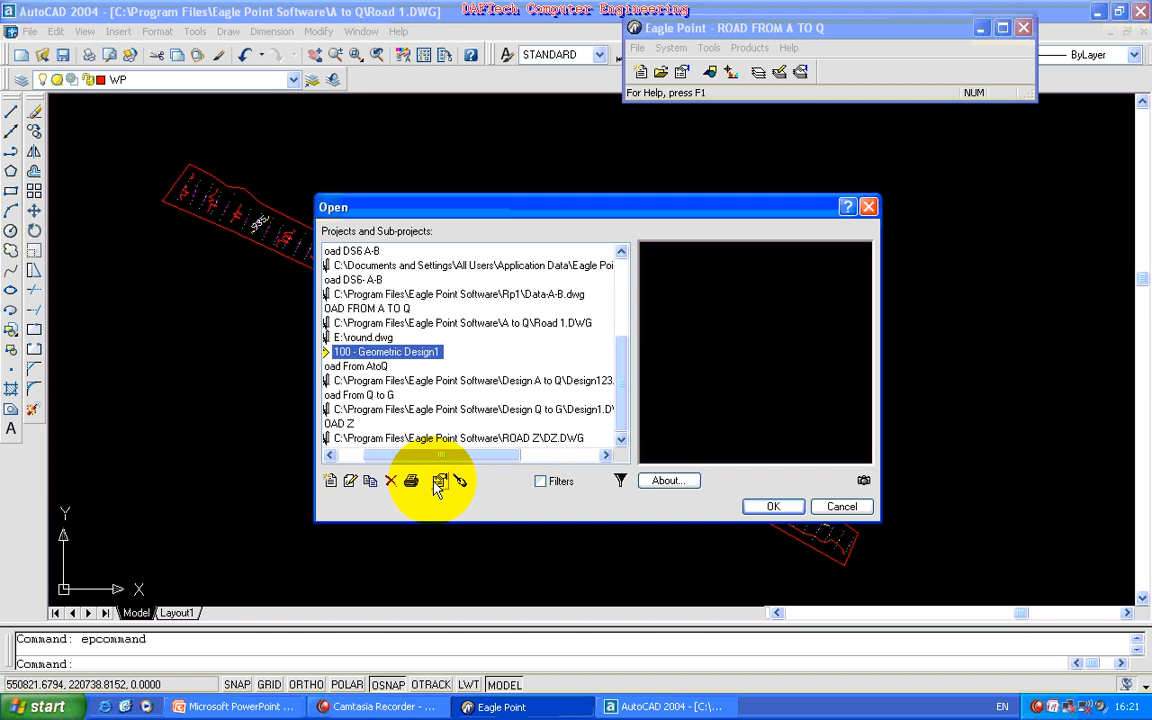 AutoCAD 2004 - [C:\Program Files\Eagle Point Software\A to Q\Road 1.DWG]
DAFTech Computer Engineering
File Edit View Insert Format Tools Draw Dimension Modify Window Help
STANDARD
ByLayer
WP
Eagle Point - ROAD FROM A TO Q
File System Tools Products Help
For Help, press F1
NUM
.985
Open
Projects and Sub-projects:
oad DS6 A-B
C:\Documents and Settings\All Users\Application Data\Eagle Poi
oad DS6- A-B
C:\Program Files\Eagle Point Software\Rp1\Data-A-B.dwg
OAD FROM A TO Q
C:\Program Files\Eagle Point Software\A to Q\Road 1.DWG
E:\round.dwg
100 - Geometric Design1
oad From AtoQ
C:\Program Files\Eagle Point Software\Design A to Q\Design123.
oad From Q to G
C:\Program Files\Eagle Point Software\Design Q to G\Design1.D
OAD Z
C:\Program Files\Eagle Point Software\ROAD Z\DZ.DWG
Filters
About...
OK
Cancel
Y
X
Model
Layout1
Command: epcommand
Command:
550821.6794, 220738.8152, 0.0000
SNAP GRID ORTHO POLAR OSNAP OTRACK LWT MODEL
start
Microsoft PowerPoint ...
Camtasia Recorder - ...
Eagle Point
AutoCAD 2004 - [C:\...
EN
16:21